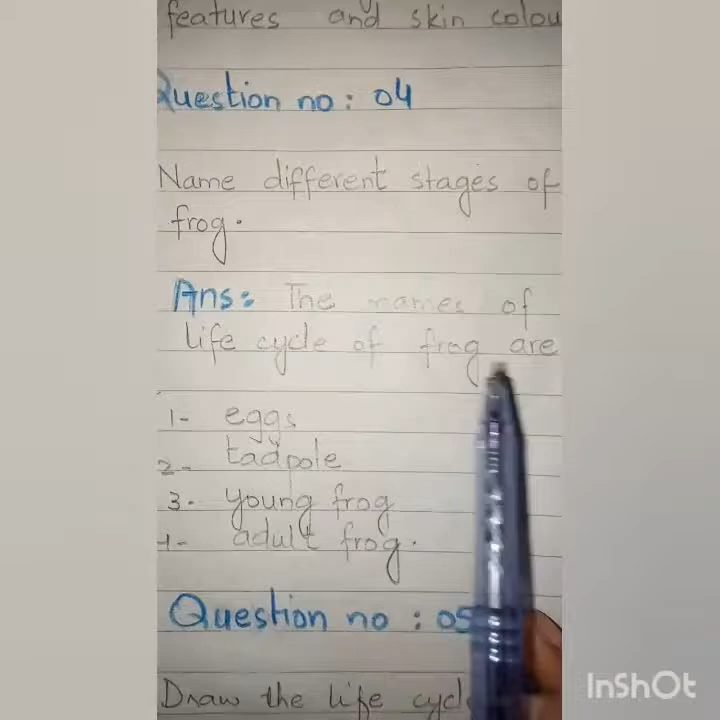 features and skin colou
Question no: 04
Name different stages of
frog.
Ans: The names of
life cycle of frog are
1- eggs
2- tadpole
3- young frog
4- adult frog.
Question no: 05
Draw the life cycle
InShOt